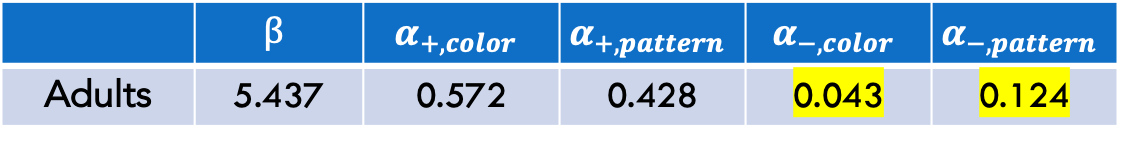 β α₊,color α₊,pattern α₋,color α₋,pattern
Adults 5.437 0.572 0.428 0.043 0.124